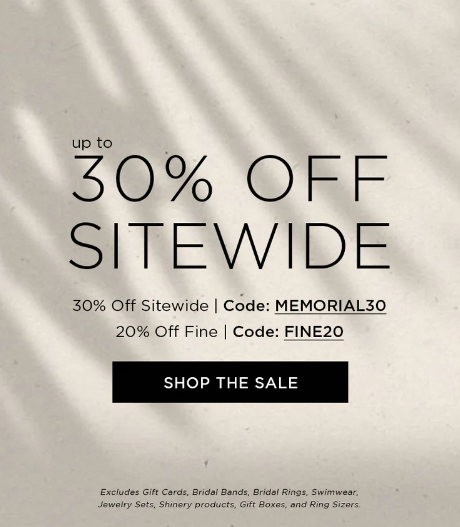 up to
30% OFF
SITEWIDE
30% Off Sitewide | Code: MEMORIAL30
20% Off Fine | Code: FINE20
SHOP THE SALE
Excludes Gift Cards, Bridal Bands, Bridal Rings, Swimwear,
Jewelry Sets, Shinery products, Gift Boxes, and Ring Sizers.